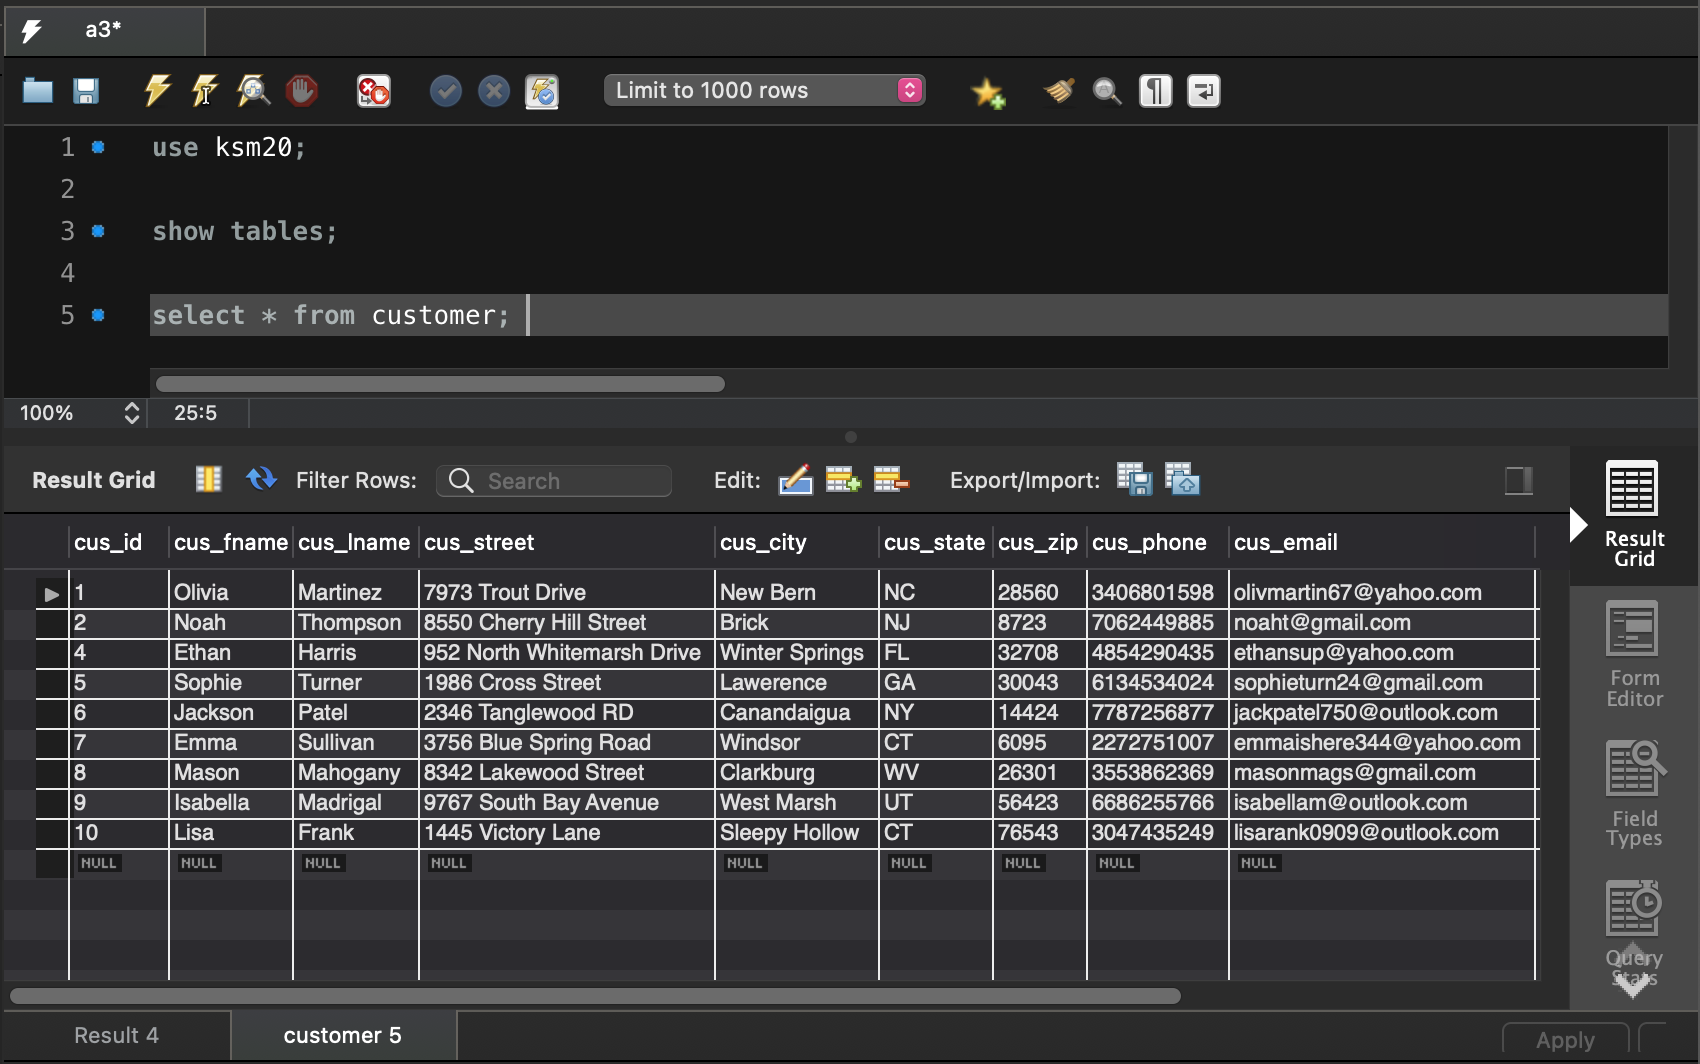 a3*
Limit to 1000 rows
1 use ksm20;
2
3 show tables;
4
5 select * from customer;
100% 25:5
Result Grid Filter Rows: Search Edit: Export/Import:
cus_id cus_fname cus_lname cus_street cus_city cus_state cus_zip cus_phone cus_email
1 Olivia Martinez 7973 Trout Drive New Bern NC 28560 3406801598 olivmartin67@yahoo.com
2 Noah Thompson 8550 Cherry Hill Street Brick NJ 8723 7062449885 noaht@gmail.com
4 Ethan Harris 952 North Whitemarsh Drive Winter Springs FL 32708 4854290435 ethansup@yahoo.com
5 Sophie Turner 1986 Cross Street Lawerence GA 30043 6134534024 sophieturn24@gmail.com
6 Jackson Patel 2346 Tanglewood RD Canandaigua NY 14424 7787256877 jackpatel750@outlook.com
7 Emma Sullivan 3756 Blue Spring Road Windsor CT 6095 2272751007 emmaishere344@yahoo.com
8 Mason Mahogany 8342 Lakewood Street Clarkburg WV 26301 3553862369 masonmags@gmail.com
9 Isabella Madrigal 9767 South Bay Avenue West Marsh UT 56423 6686255766 isabellam@outlook.com
10 Lisa Frank 1445 Victory Lane Sleepy Hollow CT 76543 3047435249 lisarank0909@outlook.com
NULL NULL NULL NULL NULL NULL NULL NULL NULL
Result
Grid
Form
Editor
Field
Types
Query
Stats
Result 4 customer 5 Apply